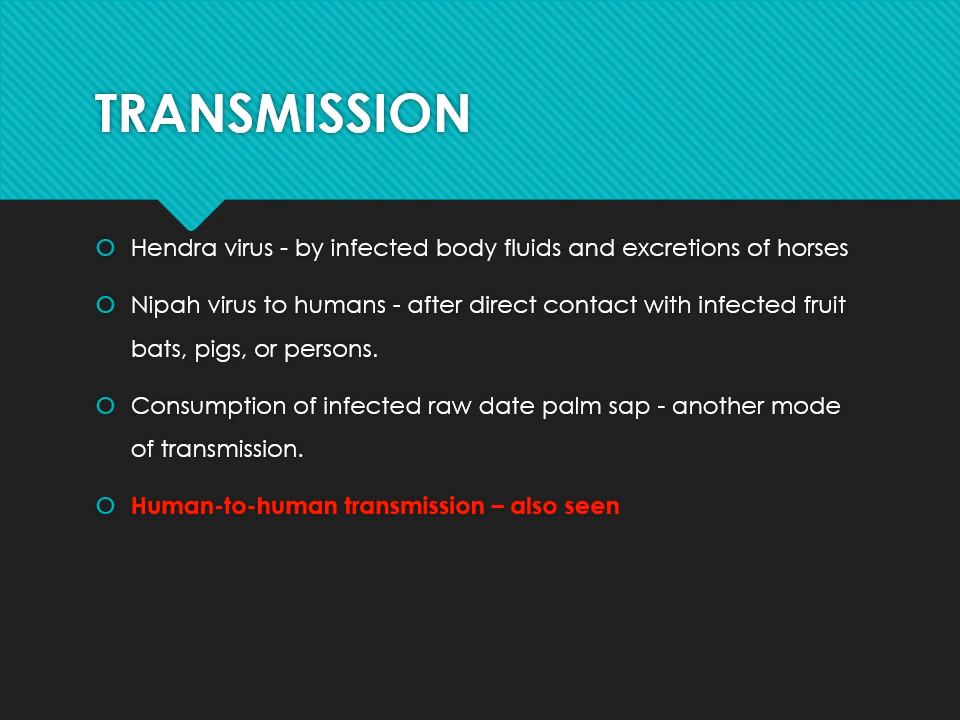 TRANSMISSION
Hendra virus - by infected body fluids and excretions of horses
Nipah virus to humans - after direct contact with infected fruit
bats, pigs, or persons.
Consumption of infected raw date palm sap - another mode
of transmission.
Human-to-human transmission – also seen